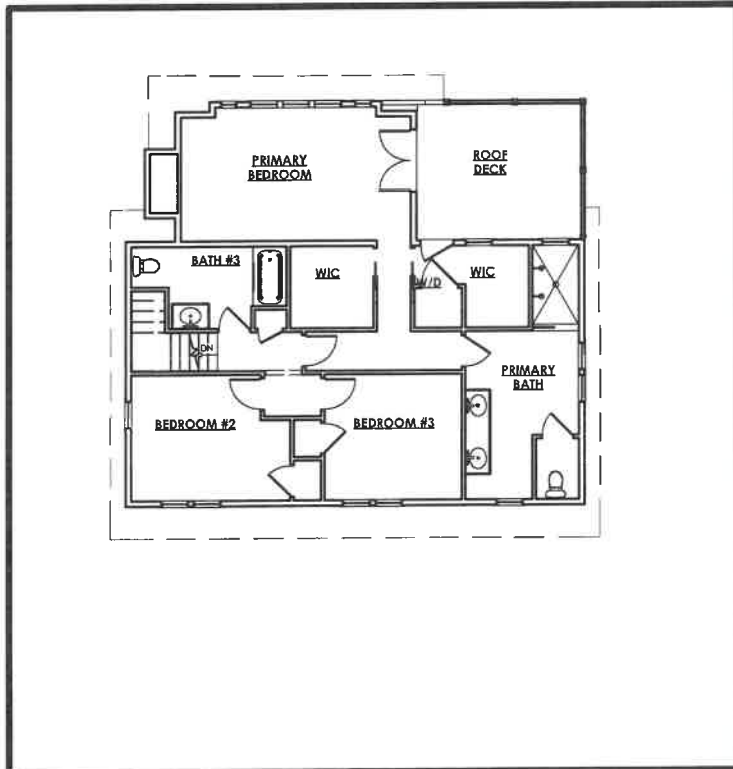 PRIMARY
BEDROOM
ROOF
DECK
BATH #3
WIC
W/D
WIC
DN
PRIMARY
BATH
BEDROOM #2
BEDROOM #3